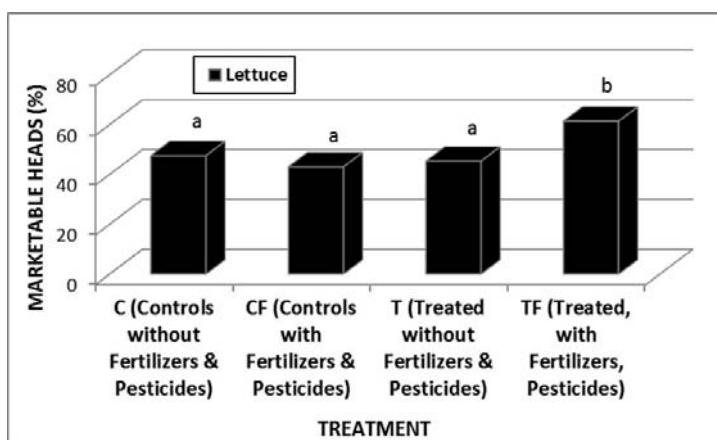 Lettuce
MARKETABLE HEADS (%)
80
60
40
20
0
a
a
a
b
C (Controls
without
Fertilizers &
Pesticides)
CF (Controls
with
Fertilizers &
Pesticides)
T (Treated
without
Fertilizers &
Pesticides)
TF (Treated,
with
Fertilizers,
Pesticides)
TREATMENT